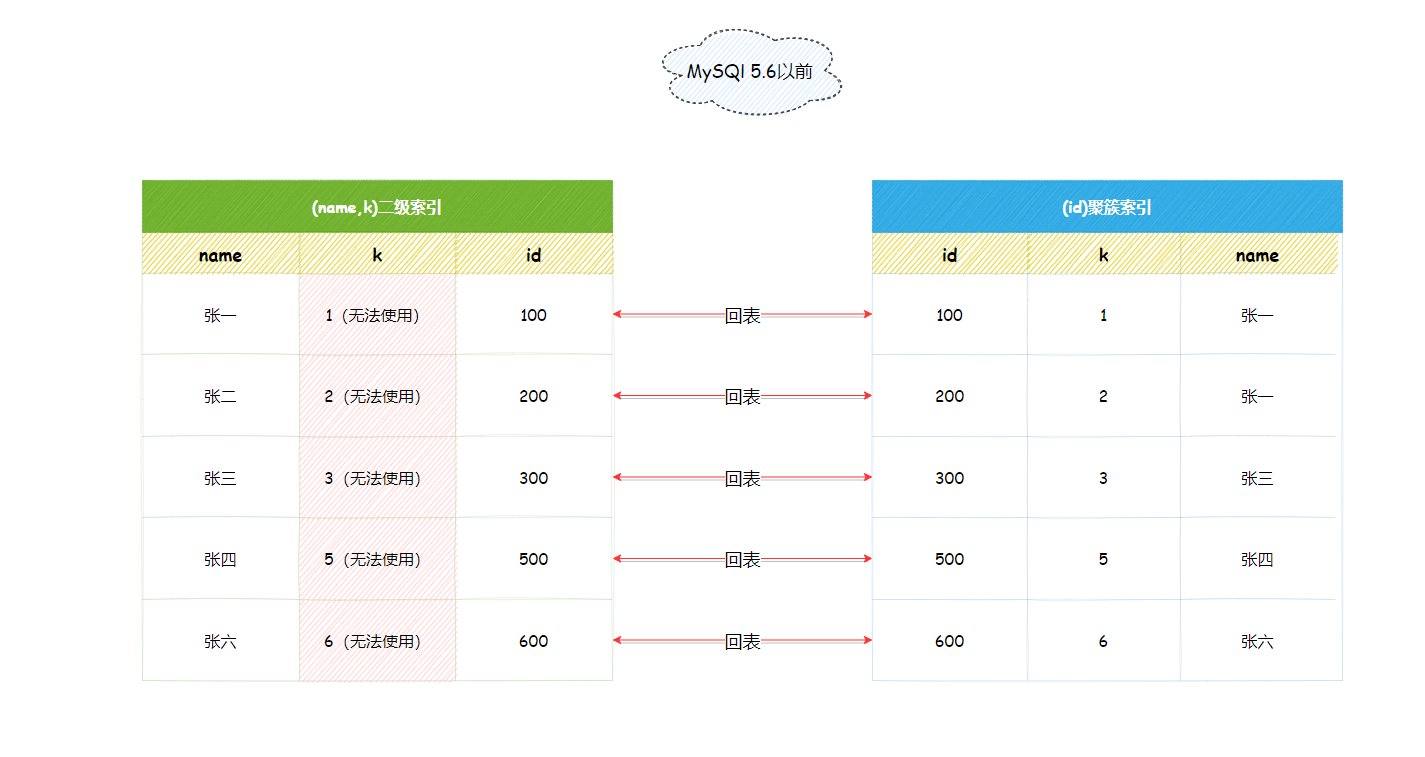 MySQl 5.6以前
(name,k)二级索引
(id)聚簇索引
name k id
id k name
张一 1（无法使用） 100 回表 100 1 张一
张二 2（无法使用） 200 回表 200 2 张一
张三 3（无法使用） 300 回表 300 3 张三
张四 5（无法使用） 500 回表 500 5 张四
张六 6（无法使用） 600 回表 600 6 张六